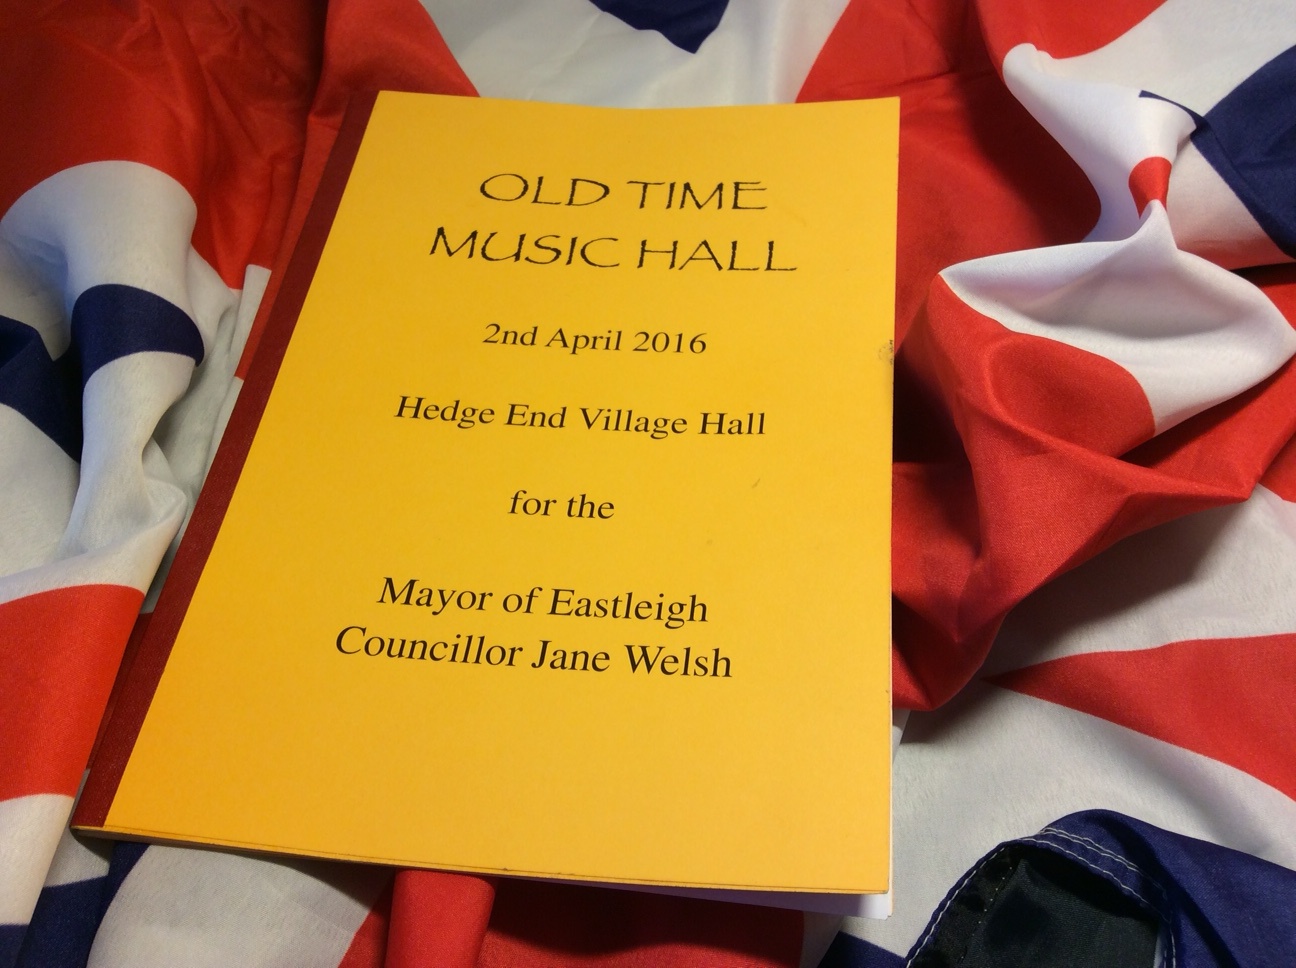 OLD TIME
MUSIC HALL
2nd April 2016
Hedge End Village Hall
for the
Mayor of Eastleigh
Councillor Jane Welsh